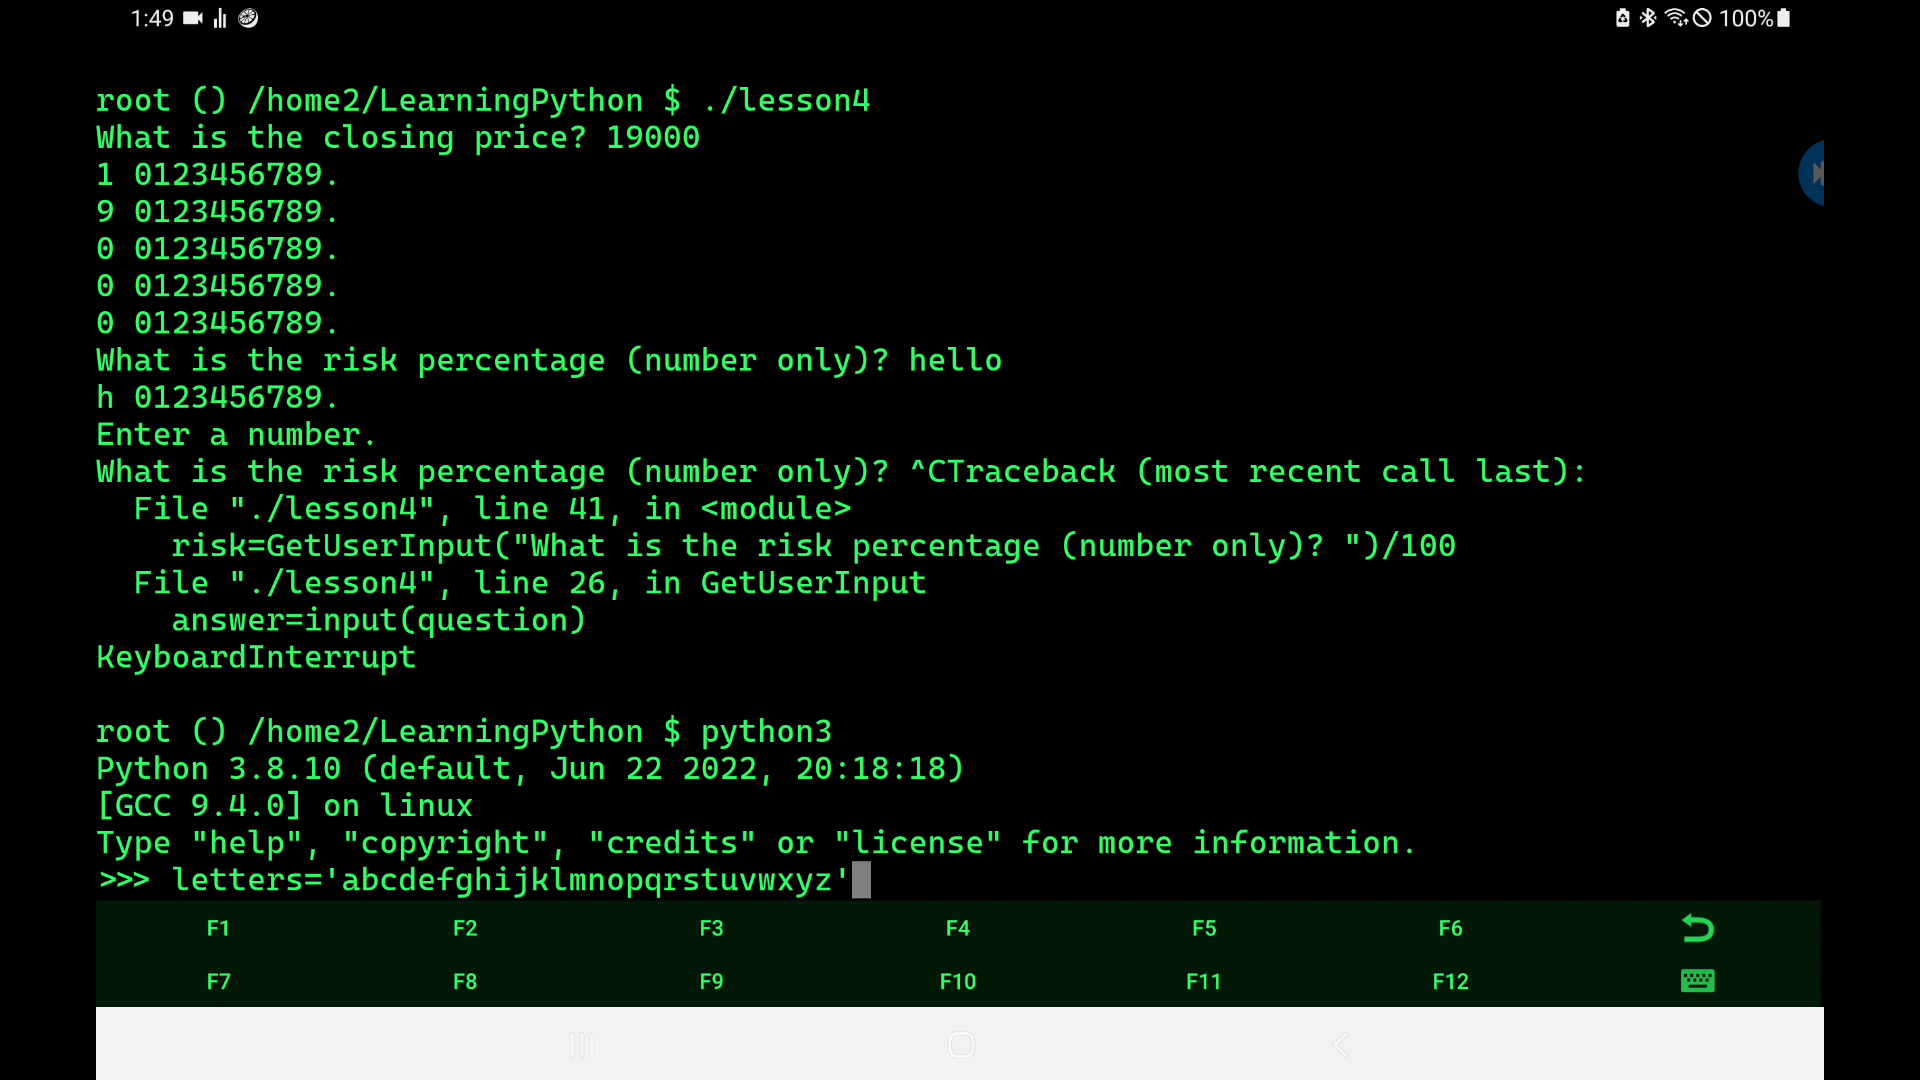 1:49 100%
root () /home2/LearningPython $ ./lesson4
What is the closing price? 19000
1 0123456789.
9 0123456789.
0 0123456789.
0 0123456789.
0 0123456789.
What is the risk percentage (number only)? hello
h 0123456789.
Enter a number.
What is the risk percentage (number only)? ^CTraceback (most recent call last):
  File "./lesson4", line 41, in <module>
    risk=GetUserInput("What is the risk percentage (number only)? ")/100
  File "./lesson4", line 26, in GetUserInput
    answer=input(question)
KeyboardInterrupt
root () /home2/LearningPython $ python3
Python 3.8.10 (default, Jun 22 2022, 20:18:18)
[GCC 9.4.0] on linux
Type "help", "copyright", "credits" or "license" for more information.
>>> letters='abcdefghijklmnopqrstuvwxyz'
F1 F2 F3 F4 F5 F6
F7 F8 F9 F10 F11 F12